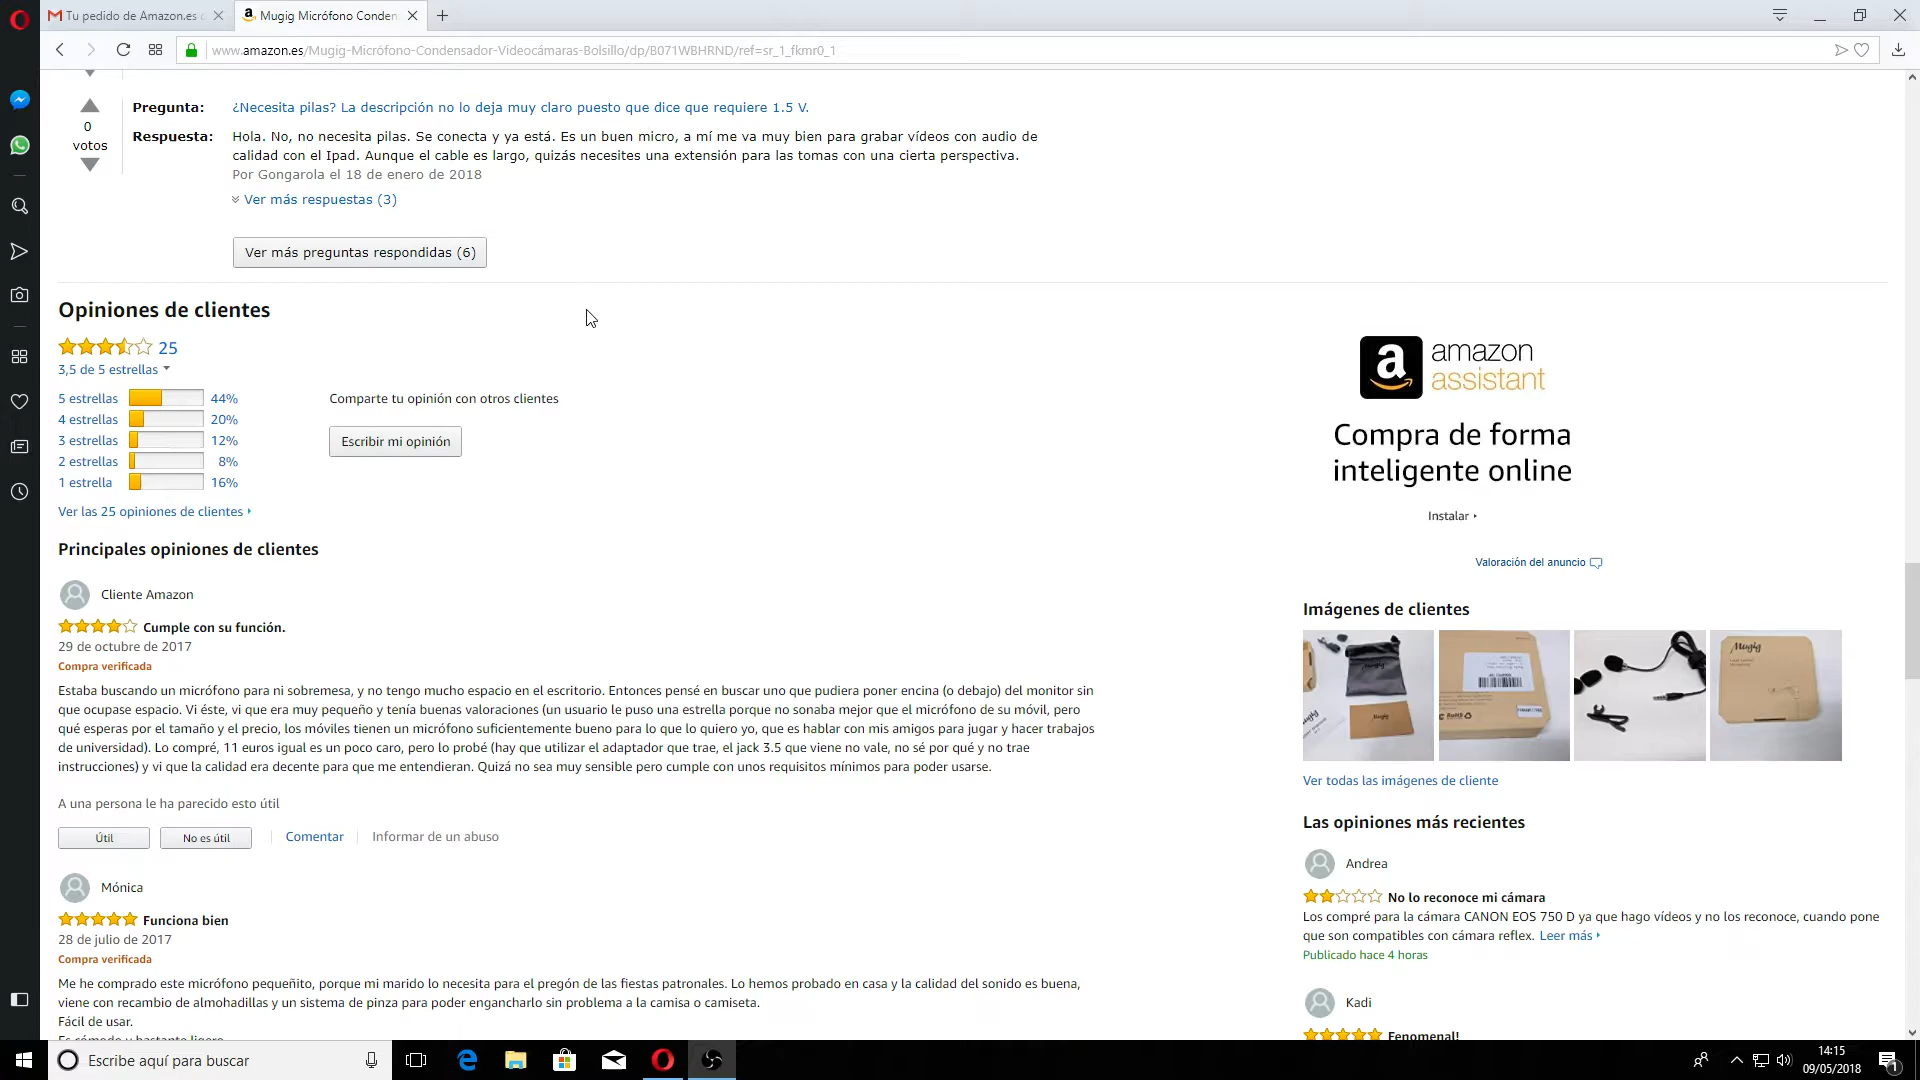 Tu pedido de Amazon.es
Mugig Micrófono Conden
www.amazon.es/Mugig-Micrófono-Condensador-Videocámaras-Bolsillo/dp/B071WBHRND/ref=sr_1_fkmr0_1
0
votos
Pregunta: ¿Necesita pilas? La descripción no lo deja muy claro puesto que dice que requiere 1.5 V.
Respuesta: Hola. No, no necesita pilas. Se conecta y ya está. Es un buen micro, a mí me va muy bien para grabar vídeos con audio de
calidad con el Ipad. Aunque el cable es largo, quizás necesites una extensión para las tomas con una cierta perspectiva.
Por Gongarola el 18 de enero de 2018
Ver más respuestas (3)
Ver más preguntas respondidas (6)
Opiniones de clientes
25
3,5 de 5 estrellas
5 estrellas 44%
4 estrellas 20%
3 estrellas 12%
2 estrellas 8%
1 estrella 16%
Comparte tu opinión con otros clientes
Escribir mi opinión
Ver las 25 opiniones de clientes
Principales opiniones de clientes
Cliente Amazon
Cumple con su función.
29 de octubre de 2017
Compra verificada
Estaba buscando un micrófono para ni sobremesa, y no tengo mucho espacio en el escritorio. Entonces pensé en buscar uno que pudiera poner encina (o debajo) del monitor sin
que ocupase espacio. Vi éste, vi que era muy pequeño y tenía buenas valoraciones (un usuario le puso una estrella porque no sonaba mejor que el micrófono de su móvil, pero
qué esperas por el tamaño y el precio, los móviles tienen un micrófono suficientemente bueno para lo que lo quiero yo, que es hablar con mis amigos para jugar y hacer trabajos
de universidad). Lo compré, 11 euros igual es un poco caro, pero lo probé (hay que utilizar el adaptador que trae, el jack 3.5 que viene no vale, no sé por qué y no trae
instrucciones) y vi que la calidad era decente para que me entendieran. Quizá no sea muy sensible pero cumple con unos requisitos mínimos para poder usarse.
A una persona le ha parecido esto útil
Útil
No es útil
Comentar
Informar de un abuso
Mónica
Funciona bien
28 de julio de 2017
Compra verificada
Me he comprado este micrófono pequeñito, porque mi marido lo necesita para el pregón de las fiestas patronales. Lo hemos probado en casa y la calidad del sonido es buena,
viene con recambio de almohadillas y un sistema de pinza para poder engancharlo sin problema a la camisa o camiseta.
Fácil de usar.
Es cómodo y bastante ligero
amazon
assistant
Compra de forma
inteligente online
Instalar
Valoración del anuncio
Imágenes de clientes
Mugig
Ver todas las imágenes de cliente
Las opiniones más recientes
Andrea
No lo reconoce mi cámara
Los compré para la cámara CANON EOS 750 D ya que hago vídeos y no los reconoce, cuando pone
que son compatibles con cámara reflex. Leer más
Publicado hace 4 horas
Kadi
Fenomenal!
Escribe aquí para buscar
14:15
09/05/2018
1